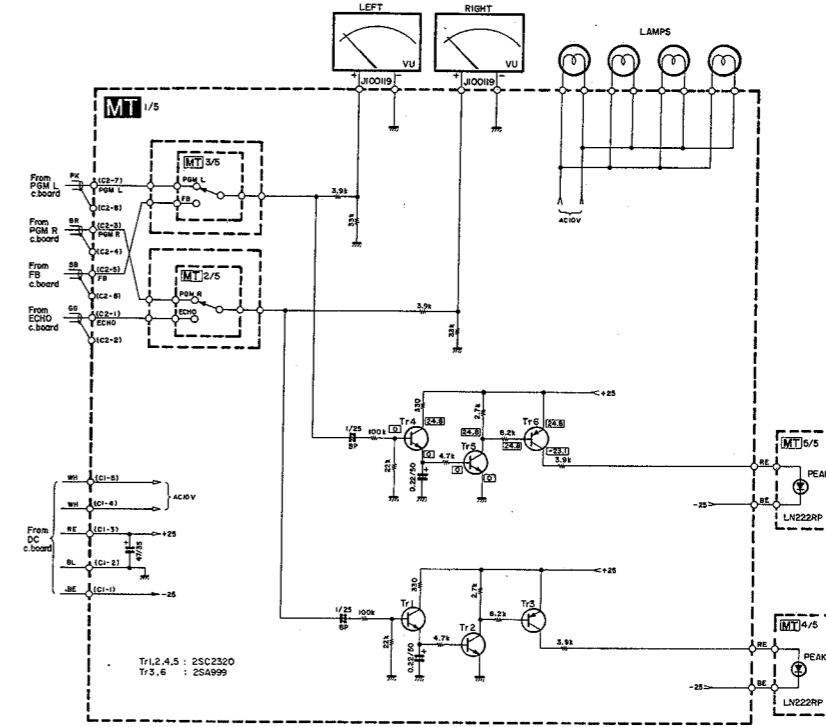 LEFT
RIGHT
LAMPS
VU
VU
+ J100119 −
+ J100119 −
MT 1/5
MT 3/5
PGM L
FB
From
PGM L
c.board
PK
(C2-7)
PGM L
(C2-8)
From
PGM R
c.board
BR
(C2-3)
PGM R
(C2-4)
From
FB
c.board
SB
(C2-5)
FB
(C2-6)
From
ECHO
c.board
GG
(C2-1)
ECHO
(C2-2)
MT 2/5
PGM R
ECHO
3.9k
33k
3.9k
33k
AC10V
+25
330
2.7k
Tr4
24.8
Tr6
24.8
1/25
BP
100k
0
24.8
8.2k
24.8
Tr5
0
-23.1
22k
4.7k
0
0.22/50
3.9k
RE
MT 5/5
PEAK
-25
BE
LN222RP
WH
(C1-5)
AC10V
WH
(C1-4)
From
DC
c.board
RE
(C1-3)
+25
47/35
BL
(C1-2)
BE
(C1-1)
-25
+25
330
2.7k
1/25
BP
100k
Tr1
8.2k
Tr3
22k
4.7k
Tr2
0.22/50
3.9k
RE
MT 4/5
PEAK
-25
BE
LN222RP
Tr1,2,4,5 : 2SC2320
Tr3,6 : 2SA999